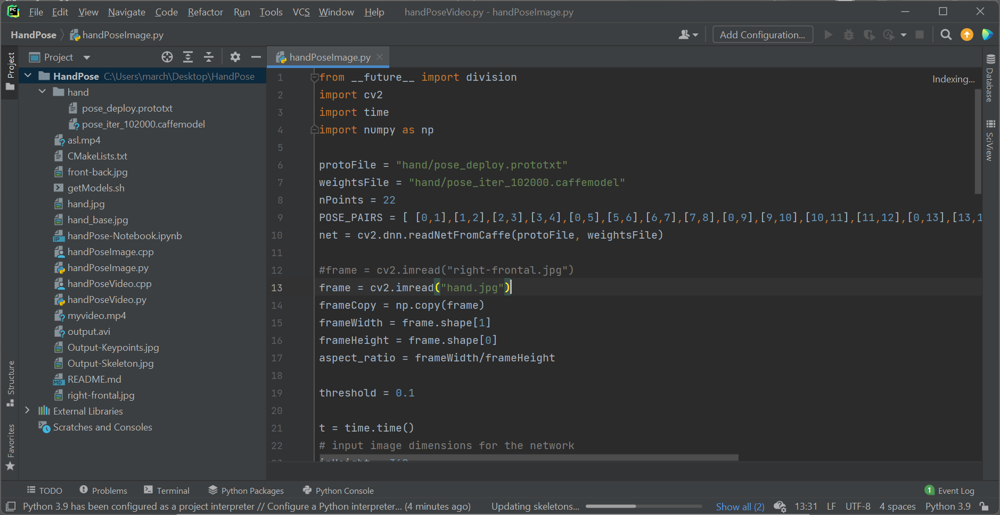 PC File Edit View Navigate Code Refactor Run Tools VCS Window Help handPoseVideo.py - handPoseImage.py
HandPose handPoseImage.py Add Configuration...
Project
Project
handPoseImage.py
HandPose C:\Users\march\Desktop\HandPose
hand
pose_deploy.prototxt
pose_iter_102000.caffemodel
asl.mp4
CMakeLists.txt
front-back.jpg
getModels.sh
hand.jpg
hand_base.jpg
IP handPose-Notebook.ipynb
handPoseImage.cpp
handPoseImage.py
handPoseVideo.cpp
handPoseVideo.py
myvideo.mp4
output.avi
Output-Keypoints.jpg
Output-Skeleton.jpg
MD README.md
right-frontal.jpg
External Libraries
Scratches and Consoles
Structure
Favorites
1 from __future__ import division
2 import cv2
3 import time
4 import numpy as np
5
6 protoFile = "hand/pose_deploy.prototxt"
7 weightsFile = "hand/pose_iter_102000.caffemodel"
8 nPoints = 22
9 POSE_PAIRS = [ [0,1],[1,2],[2,3],[3,4],[0,5],[5,6],[6,7],[7,8],[0,9],[9,10],[10,11],[11,12],[0,13],[13,1
10 net = cv2.dnn.readNetFromCaffe(protoFile, weightsFile)
11
12 #frame = cv2.imread("right-frontal.jpg")
13 frame = cv2.imread("hand.jpg")
14 frameCopy = np.copy(frame)
15 frameWidth = frame.shape[1]
16 frameHeight = frame.shape[0]
17 aspect_ratio = frameWidth/frameHeight
18
19 threshold = 0.1
20
21 t = time.time()
22 # input image dimensions for the network
Indexing...
Database
SciView
TODO Problems Terminal Python Packages Python Console 1 Event Log
Python 3.9 has been configured as a project interpreter // Configure a Python interpreter... (4 minutes ago) Updating skeletons... Show all (2) 13:31 LF UTF-8 4 spaces Python 3.9